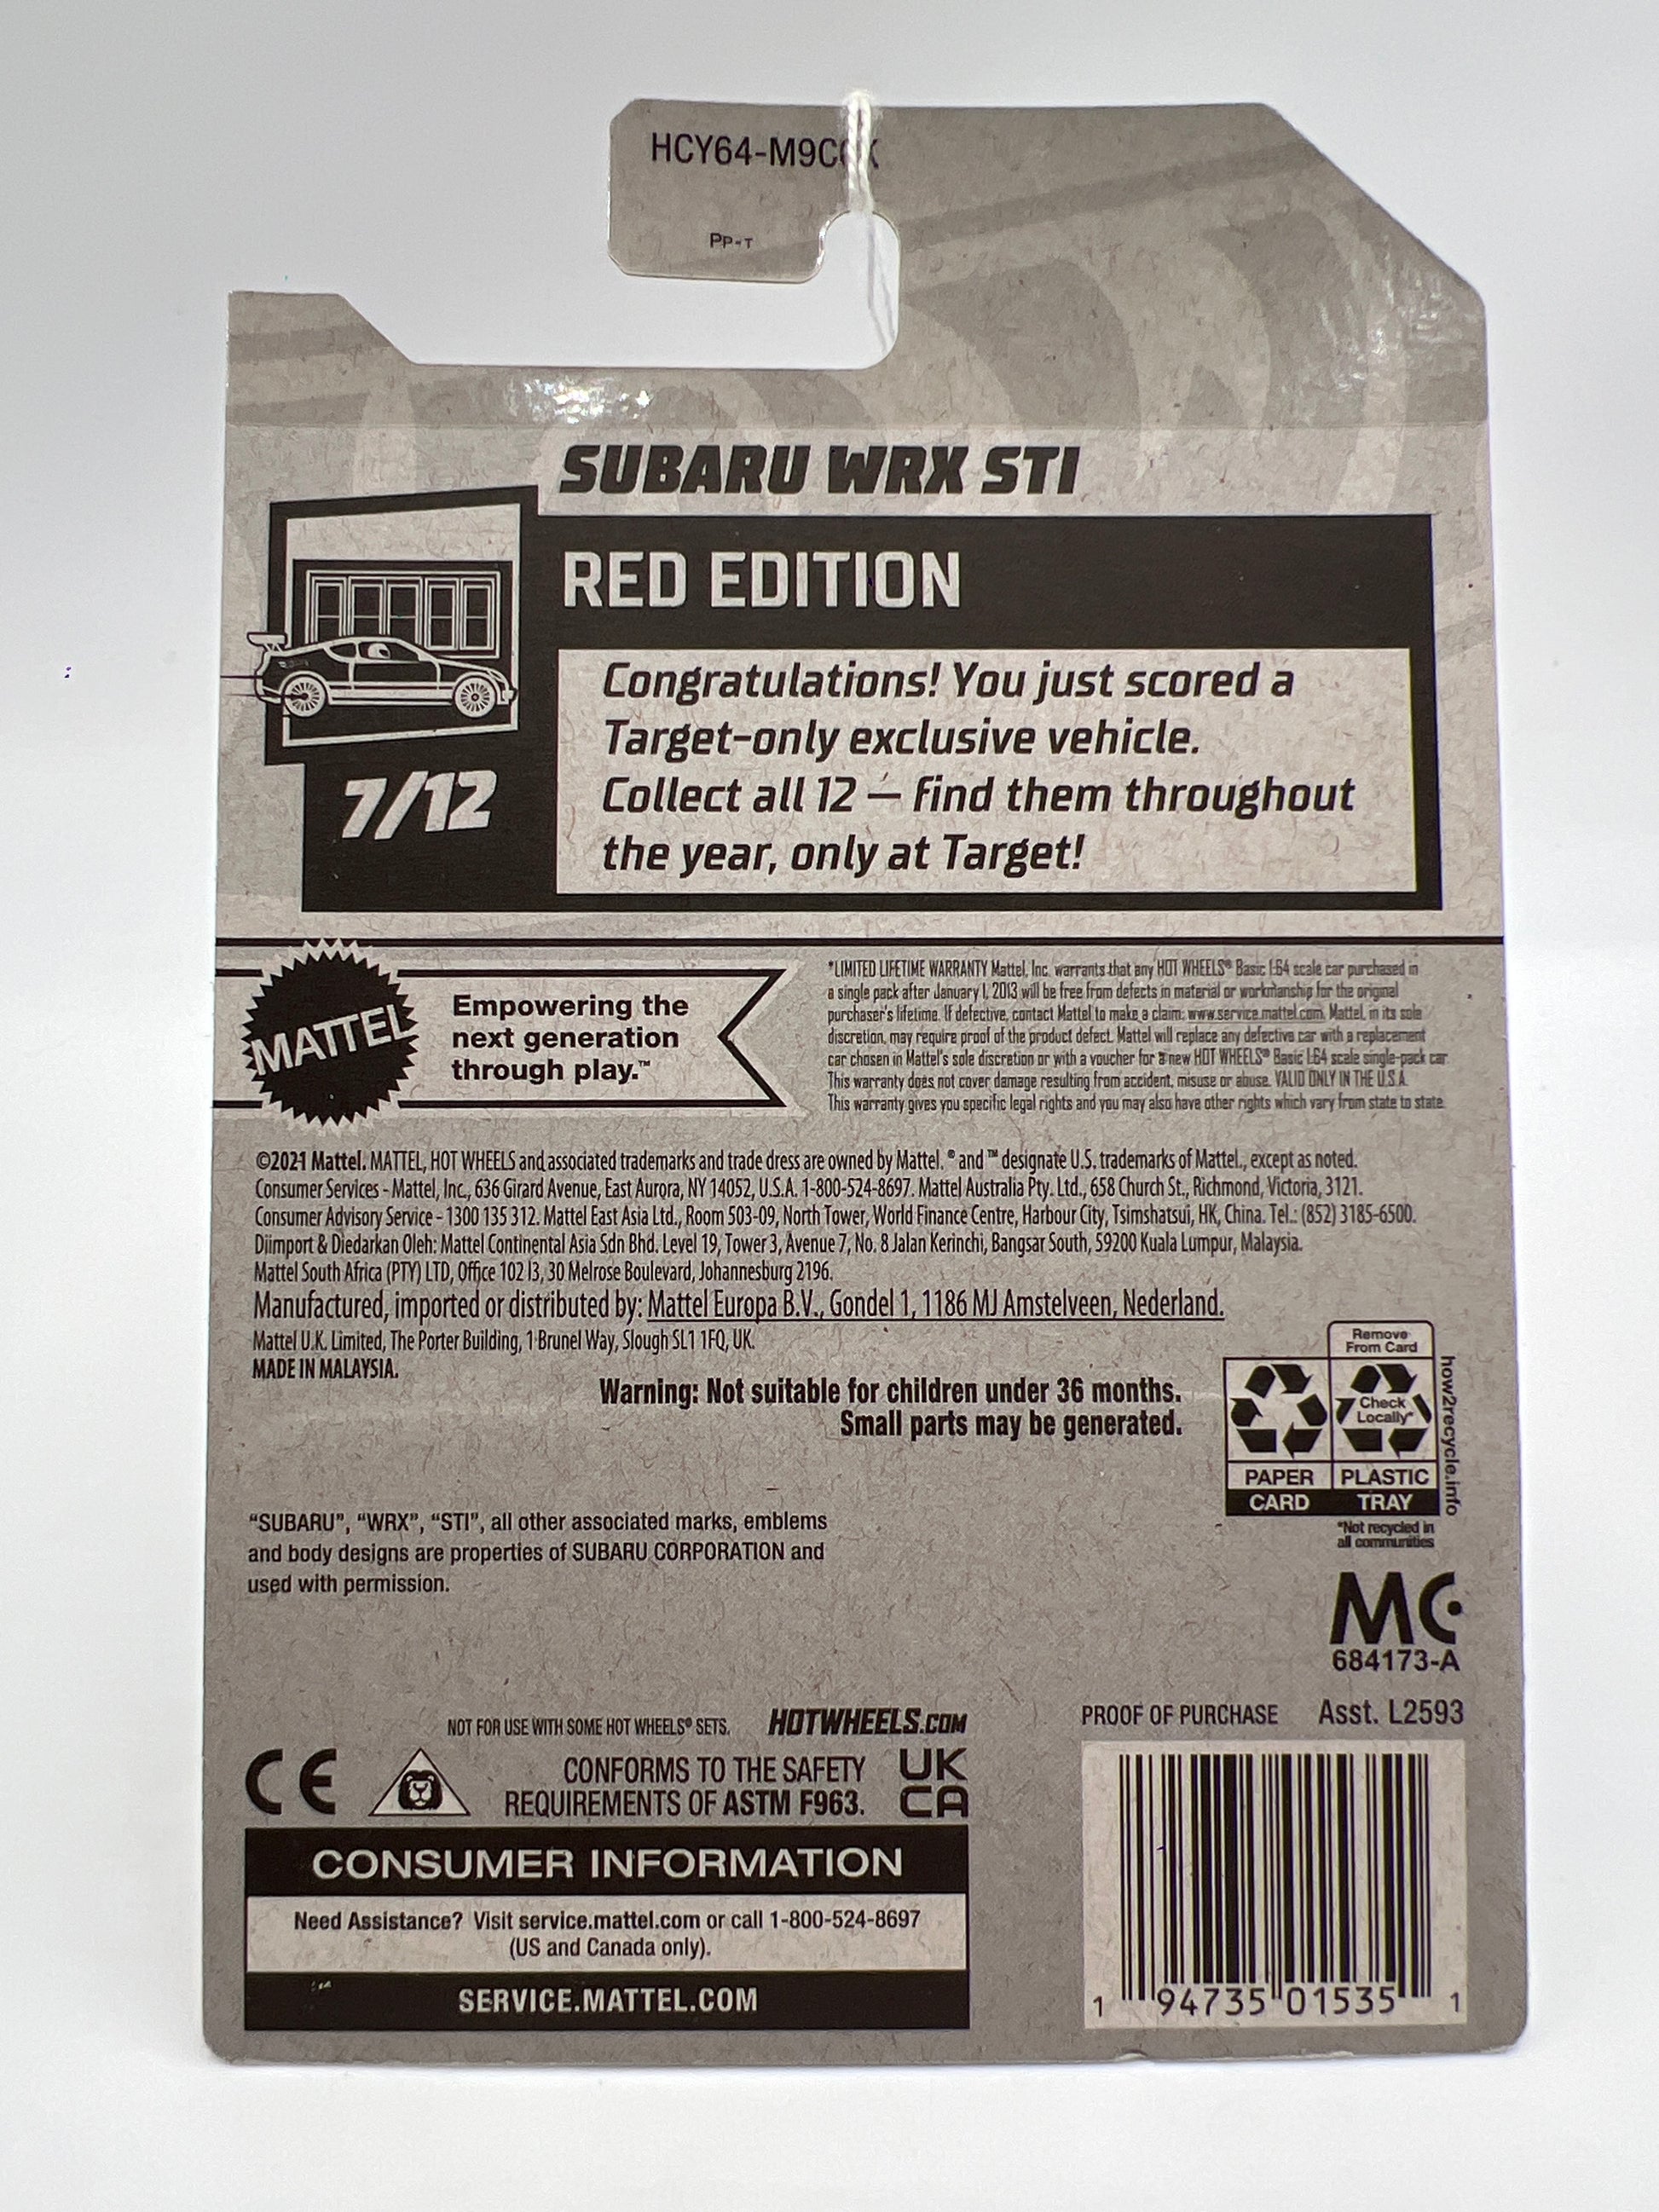 HCY64-M9C
PP-T
SUBARU WRX STI
RED EDITION
Congratulations! You just scored a
Target-only exclusive vehicle.
Collect all 12 — find them throughout
the year, only at Target!
7/12
MATTEL
Empowering the
next generation
through play.™
*LIMITED LIFETIME WARRANTY Mattel, Inc. warrants that any HOT WHEELS® Basic 1:64 scale car purchased in
a single pack after January 1, 2013 will be free from defects in material or workmanship for the original
purchaser's lifetime. If defective, contact Mattel to make a claim: www.service.mattel.com. Mattel, in its sole
discretion, may require proof of the product defect. Mattel will replace any defective car with a replacement
car chosen in Mattel's sole discretion or with a voucher for a new HOT WHEELS® Basic 1:64 scale single-pack car.
This warranty does not cover damage resulting from accident, misuse or abuse. VALID ONLY IN THE U.S.A.
This warranty gives you specific legal rights and you may also have other rights which vary from state to state.
©2021 Mattel. MATTEL, HOT WHEELS and associated trademarks and trade dress are owned by Mattel. ® and ™ designate U.S. trademarks of Mattel., except as noted.
Consumer Services - Mattel, Inc., 636 Girard Avenue, East Aurora, NY 14052, U.S.A. 1-800-524-8697. Mattel Australia Pty. Ltd., 658 Church St., Richmond, Victoria, 3121.
Consumer Advisory Service - 1300 135 312. Mattel East Asia Ltd., Room 503-09, North Tower, World Finance Centre, Harbour City, Tsimshatsui, HK, China. Tel.: (852) 3185-6500.
Diimport & Diedarkan Oleh: Mattel Continental Asia Sdn Bhd. Level 19, Tower 3, Avenue 7, No. 8 Jalan Kerinchi, Bangsar South, 59200 Kuala Lumpur, Malaysia.
Mattel South Africa (PTY) LTD, Office 102 I3, 30 Melrose Boulevard, Johannesburg 2196.
Manufactured, imported or distributed by: Mattel Europa B.V., Gondel 1, 1186 MJ Amstelveen, Nederland.
Mattel U.K. Limited, The Porter Building, 1 Brunel Way, Slough SL1 1FQ, UK.
MADE IN MALAYSIA.
Warning: Not suitable for children under 36 months.
Small parts may be generated.
Remove
From Card
Check
Locally*
PAPER
CARD
PLASTIC
TRAY
how2recycle.info
*Not recycled in
all communities
"SUBARU", "WRX", "STI", all other associated marks, emblems
and body designs are properties of SUBARU CORPORATION and
used with permission.
MC
684173-A
NOT FOR USE WITH SOME HOT WHEELS® SETS.
HOTWHEELS.COM
PROOF OF PURCHASE Asst. L2593
CE
CONFORMS TO THE SAFETY
REQUIREMENTS OF ASTM F963.
UK
CA
CONSUMER INFORMATION
Need Assistance? Visit service.mattel.com or call 1-800-524-8697
(US and Canada only).
SERVICE.MATTEL.COM
1 94735 01535 1